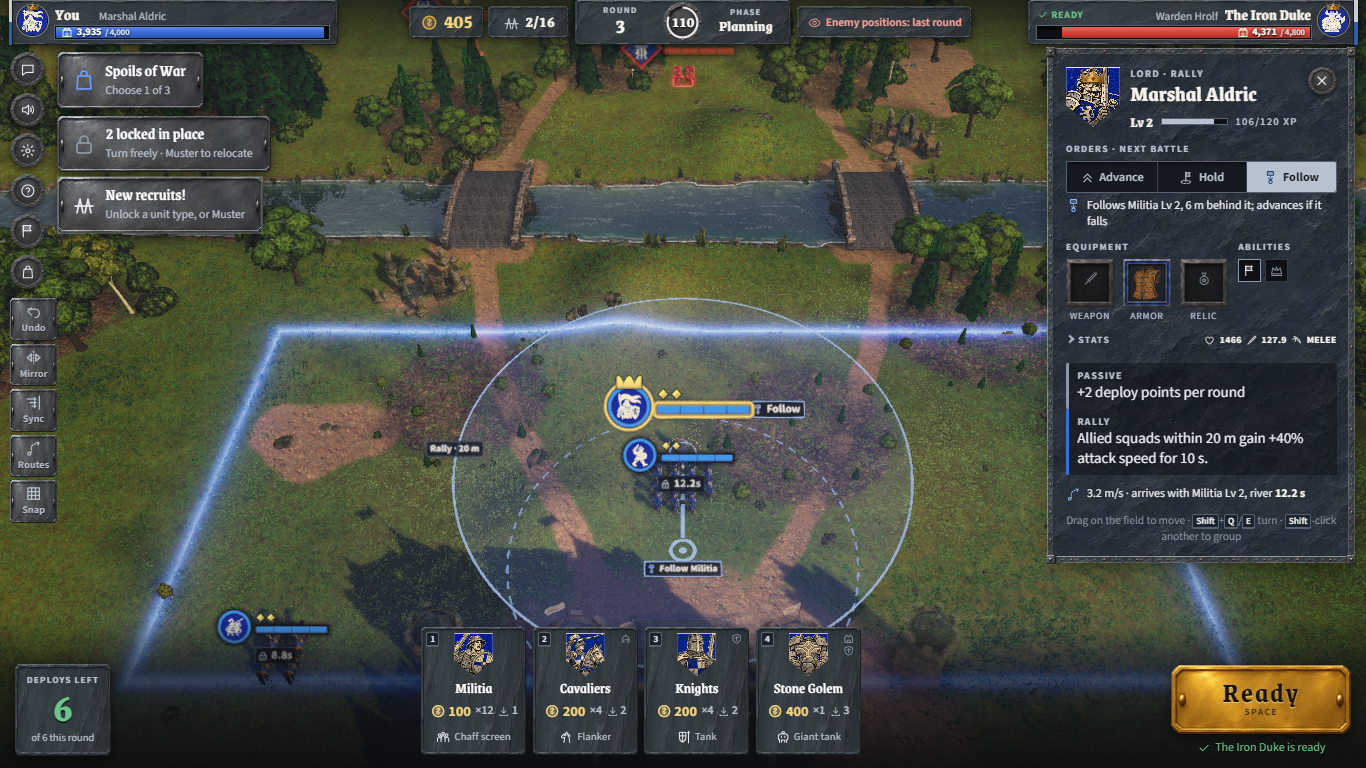 You Marshal Aldric
3,935 / 4,000
405
2/16
ROUND
3
110
PHASE
Planning
Enemy positions: last round
READY
Warden Hrolf The Iron Duke
4,371 / 4,800
Spoils of War
Choose 1 of 3
2 locked in place
Turn freely · Muster to relocate
New recruits!
Unlock a unit type, or Muster
Undo
Mirror
Sync
Routes
Snap
Follow
Rally · 20 m
12.2s
Follow Militia
8.8s
LORD · RALLY
Marshal Aldric
Lv 2 106/120 XP
ORDERS · NEXT BATTLE
Advance
Hold
Follow
Follows Militia Lv 2, 6 m behind it; advances if it
falls
EQUIPMENT
ABILITIES
WEAPON
ARMOR
RELIC
STATS
1466 127.9 MELEE
PASSIVE
+2 deploy points per round
RALLY
Allied squads within 20 m gain +40%
attack speed for 10 s.
3.2 m/s · arrives with Militia Lv 2, river 12.2 s
Drag on the field to move · Shift+Q/E turn · Shift-click
another to group
DEPLOYS LEFT
6
of 6 this round
1
Militia
100 ×12 1
Chaff screen
2
Cavaliers
200 ×4 2
Flanker
3
Knights
200 ×4 2
Tank
4
Stone Golem
400 ×1 3
Giant tank
Ready
SPACE
The Iron Duke is ready